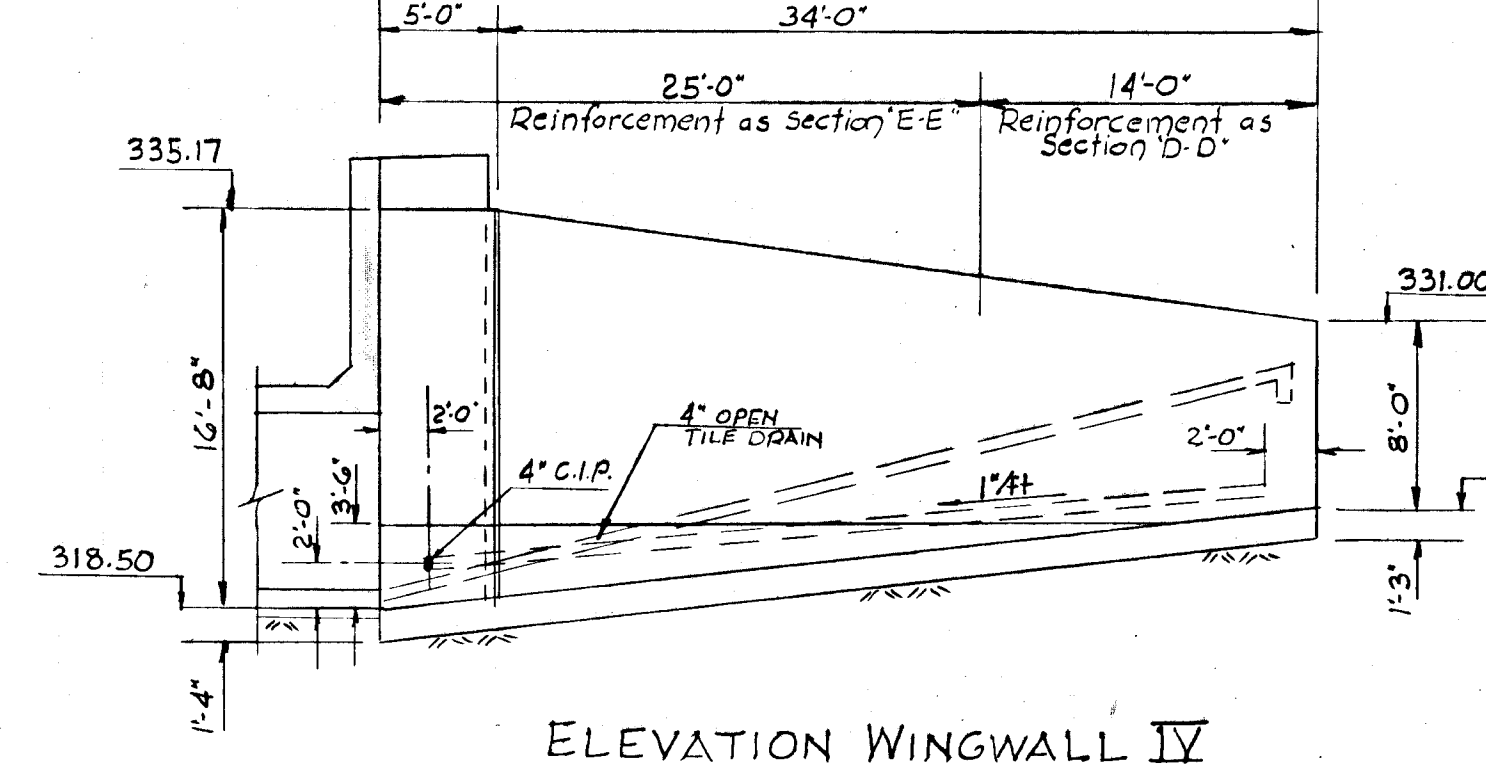 5'-0"
34'-0"
25'-0"
14'-0"
Reinforcement as Section "E-E"
Reinforcement as
Section "D-D"
335.17
331.00
16'-8"
2'-0"
4" OPEN
TILE DRAIN
2'-0"
8'-0"
4" C.I.P.
1"/ft
3'-6"
2'-0"
318.50
1'-3"
1'-4"
ELEVATION WINGWALL IV